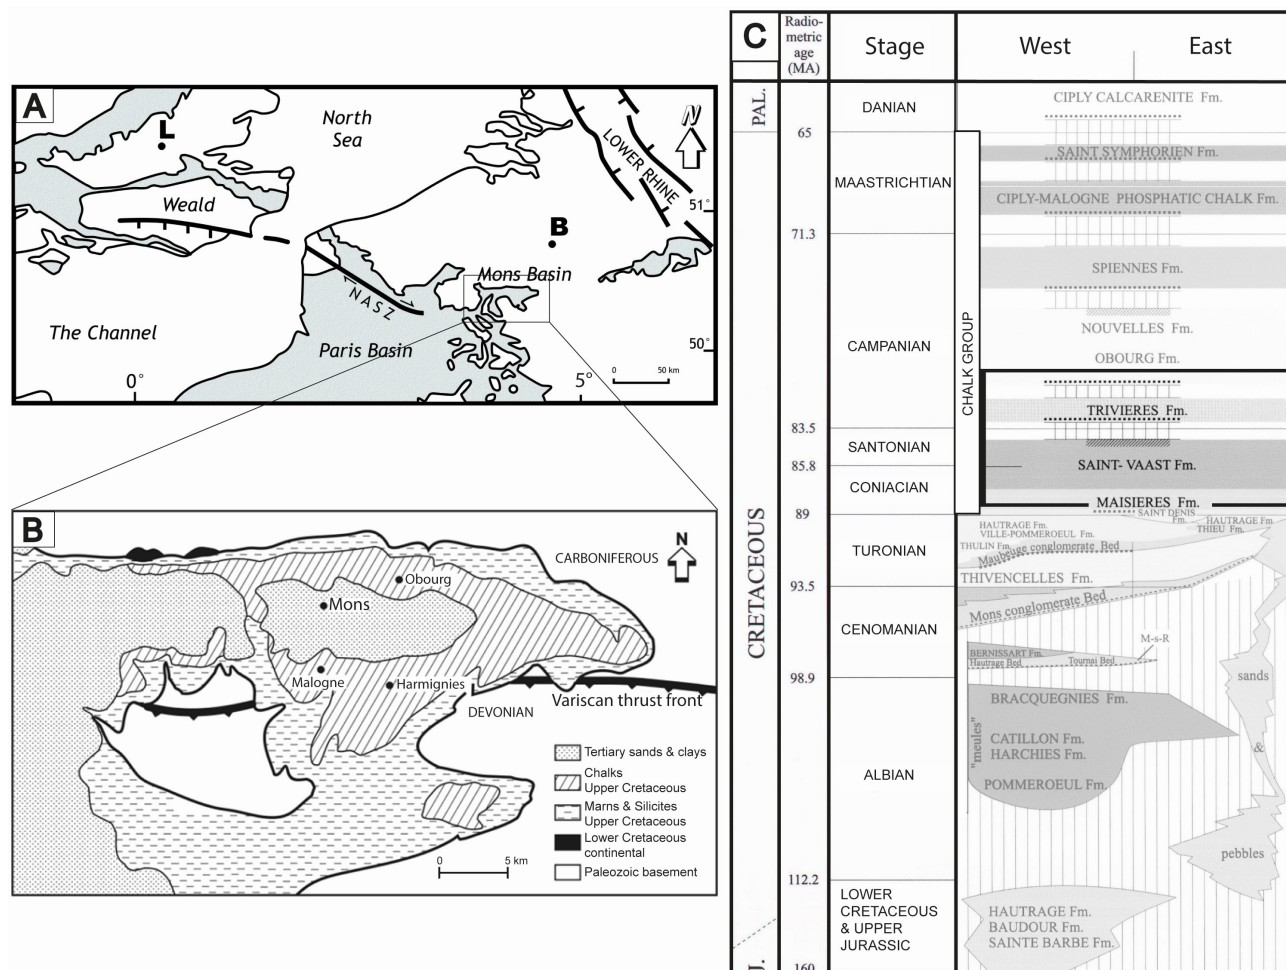 A
L
North
Sea
N
LOWER RHINE
Weald
51°
B
Mons Basin
NASZ
The Channel
Paris Basin
50°
0°
5°
0
50 km
B
CARBONIFEROUS
N
Obourg
Mons
Malogne
Harmignies
DEVONIAN
Variscan thrust front
Tertiary sands & clays
Chalks
Upper Cretaceous
Marns & Silicites
Upper Cretaceous
Lower Cretaceous
continental
Paleozoic basement
0
5 km
C
Radio-
metric
age
(MA)
Stage
West
East
PAL.
DANIAN
CIPLY CALCARENITE Fm.
65
SAINT SYMPHORIEN Fm.
MAASTRICHTIAN
CIPLY-MALOGNE PHOSPHATIC CHALK Fm.
71.3
SPIENNES Fm.
NOUVELLES Fm.
CAMPANIAN
OBOURG Fm.
CHALK GROUP
TRIVIERES Fm.
83.5
SANTONIAN
85.8
SAINT- VAAST Fm.
CONIACIAN
MAISIERES Fm.
89
SAINT DENIS
Fm.
CRETACEOUS
HAUTRAGE Fm.
VILLE-POMMEROEUL Fm.
HAUTRAGE Fm
THIEU Fm.
TURONIAN
THULIN Fm.
Maubeuge conglomerate Bed
THIVENCELLES Fm.
93.5
Mons conglomerate Bed
CENOMANIAN
M-s-R
BERNISSART Fm.
Hautrage Bed
Tournai Bed
98.9
sands
BRACQUEGNIES Fm.
"meules"
CATILLON Fm.
HARCHIES Fm.
&
ALBIAN
POMMEROEUL Fm.
pebbles
112.2
LOWER
CRETACEOUS
& UPPER
JURASSIC
HAUTRAGE Fm.
BAUDOUR Fm.
SAINTE BARBE Fm.
J.
160